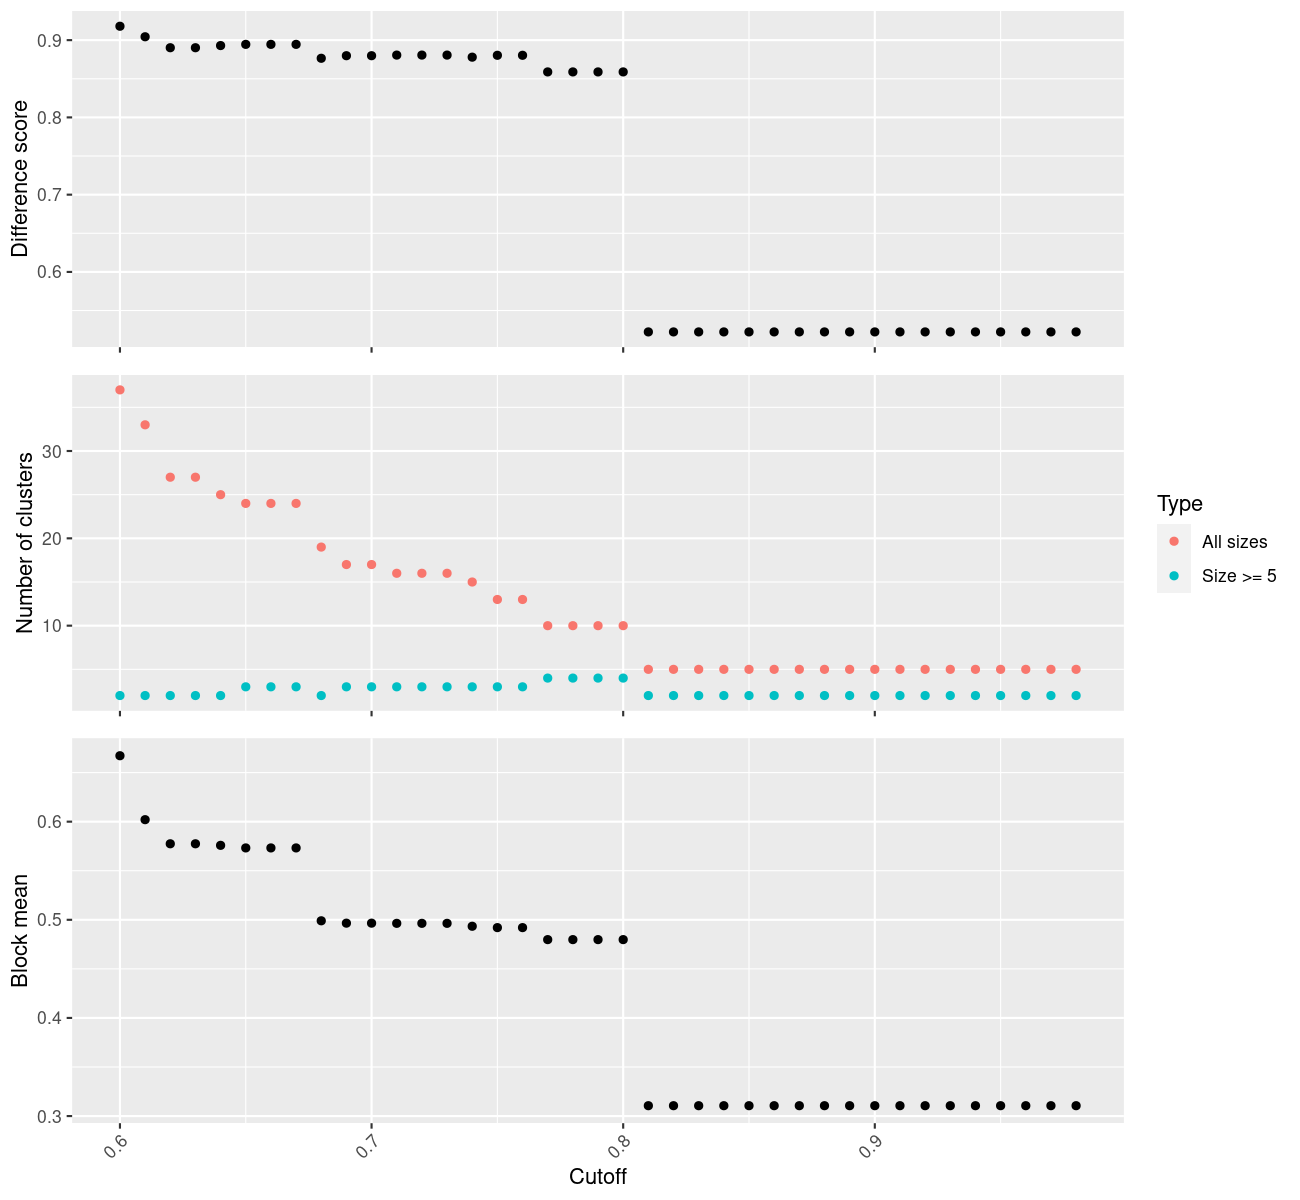 Difference score
0.9
0.8
0.7
0.6
Number of clusters
30
20
10
Type
All sizes
Size >= 5
Block mean
0.6
0.5
0.4
0.3
0.6
0.7
0.8
0.9
Cutoff